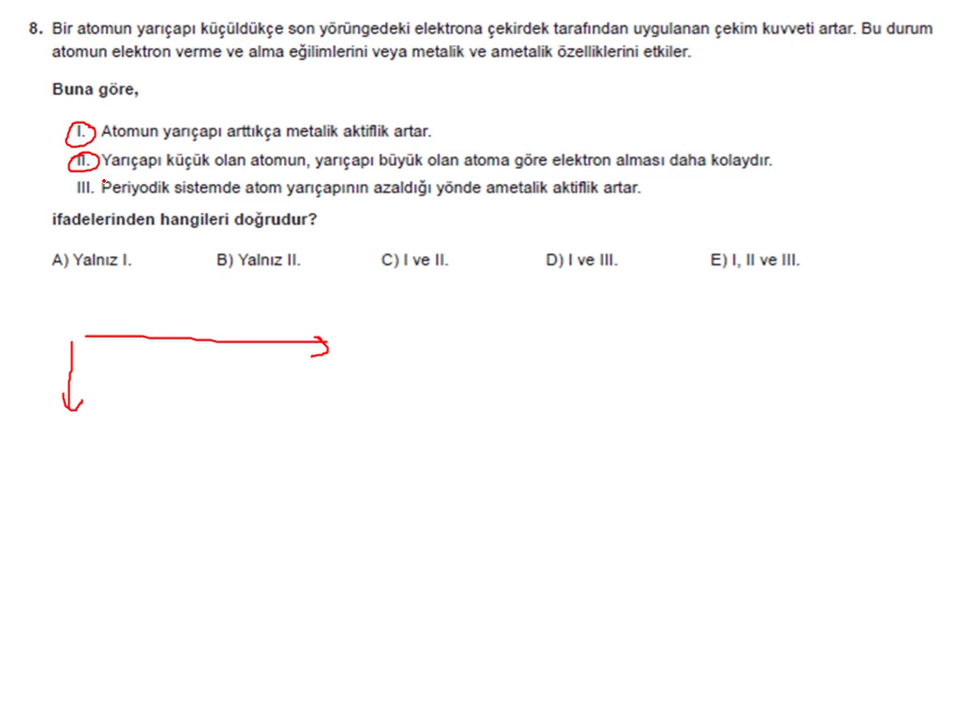 8. Bir atomun yarıçapı küçüldükçe son yörüngedeki elektrona çekirdek tarafından uygulanan çekim kuvveti artar. Bu durum
atomun elektron verme ve alma eğilimlerini veya metalik ve ametalik özelliklerini etkiler.
Buna göre,
I. Atomun yarıçapı arttıkça metalik aktiflik artar.
II. Yarıçapı küçük olan atomun, yarıçapı büyük olan atoma göre elektron alması daha kolaydır.
III. Periyodik sistemde atom yarıçapının azaldığı yönde ametalik aktiflik artar.
ifadelerinden hangileri doğrudur?
A) Yalnız I. B) Yalnız II. C) I ve II. D) I ve III. E) I, II ve III.